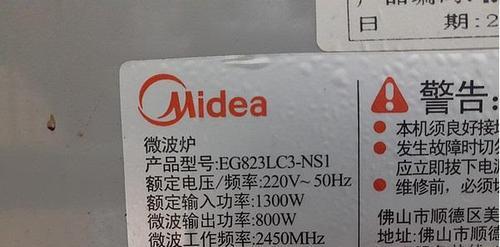 日 期:2
Midea
微波炉
产品型号:EG823LC3-NS1
额定电压/频率:220V~ 50Hz
额定输入功率:1300W
微波输出功率:800W
微波工作频率:2450MHz
警告:
● 本机须良好接
● 发生故障时切勿
应立即拔下电
● 维修前，必须切
佛山市顺德区美
地址:佛山市顺德